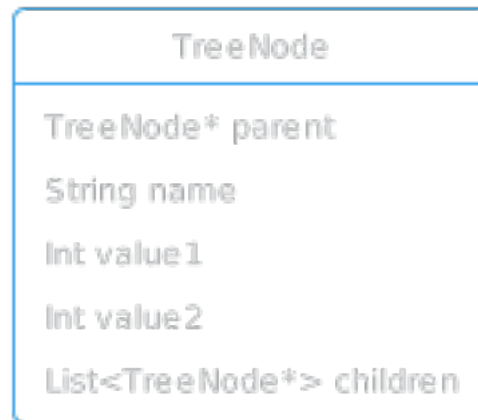 TreeNode
TreeNode* parent
String name
Int value1
Int value2
List<TreeNode*> children